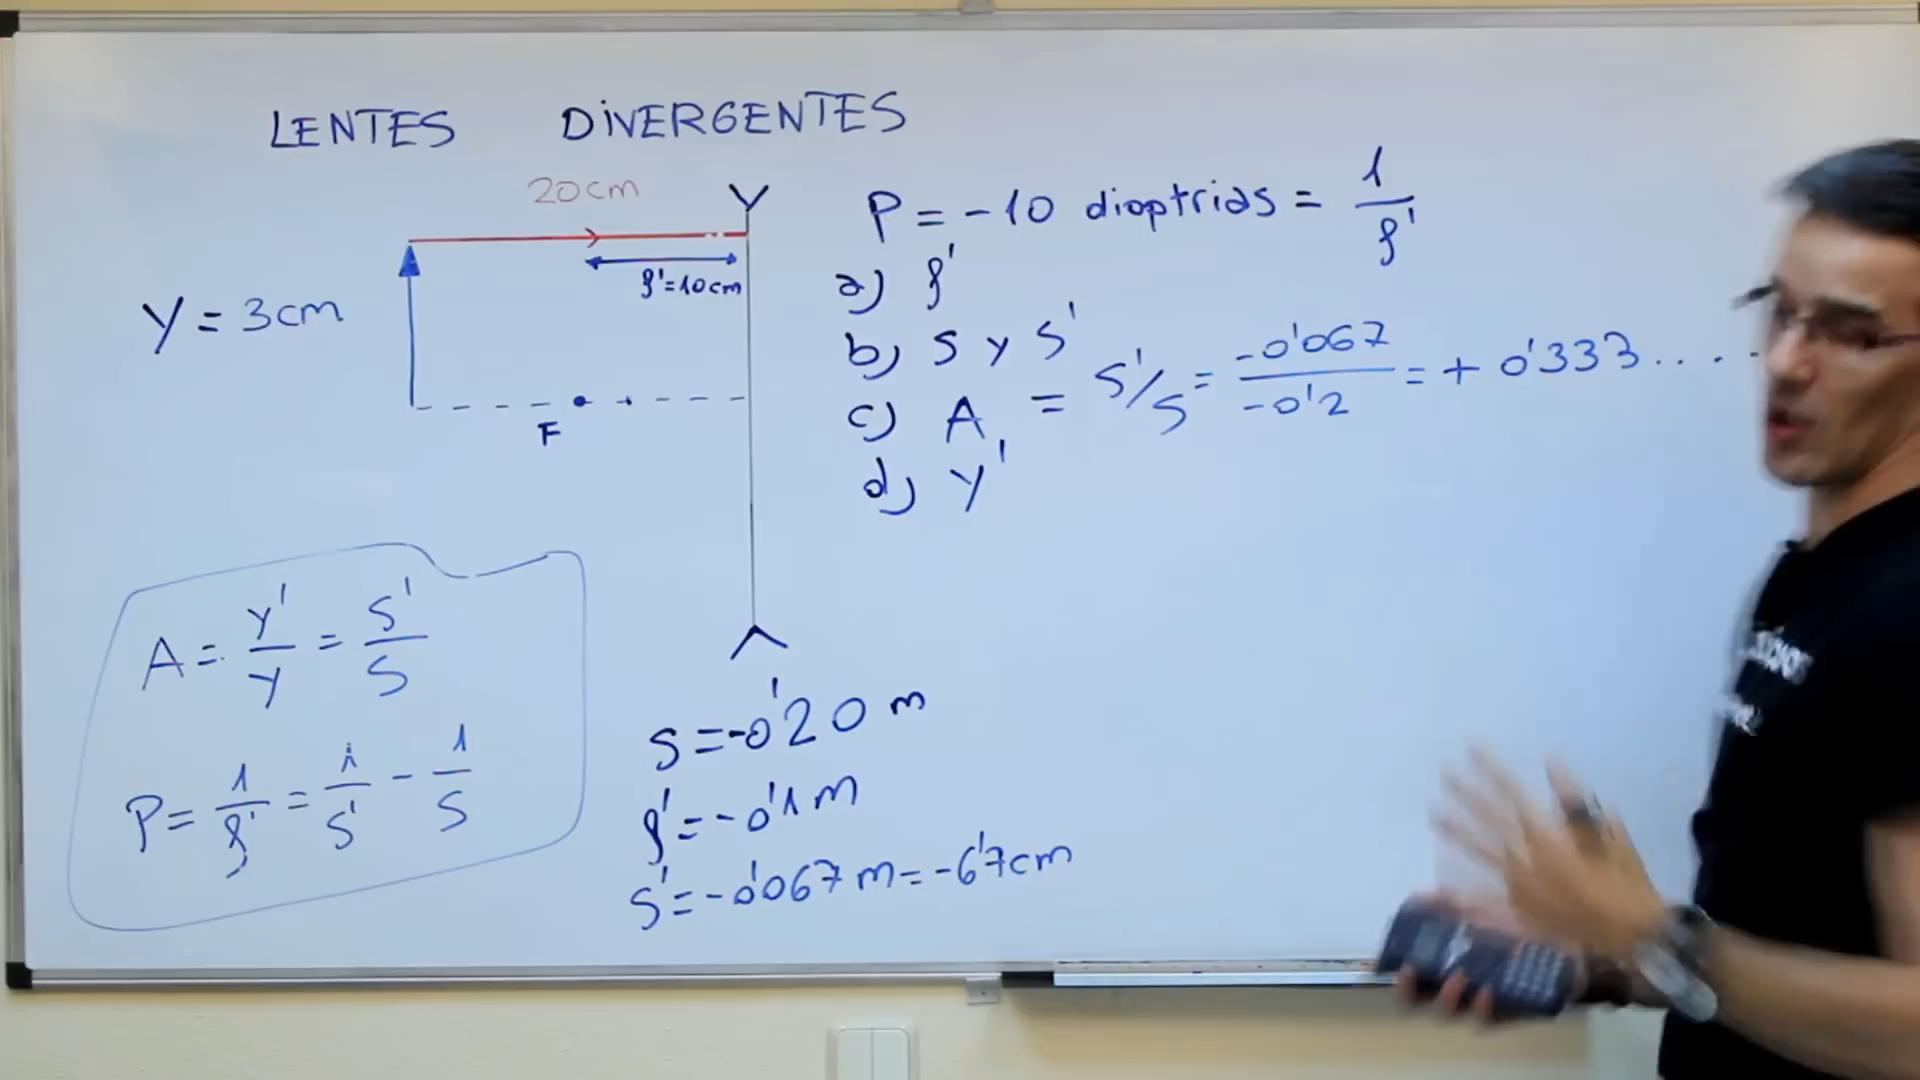 LENTES DIVERGENTES
20cm
Y = 3cm
f'=10cm
F
P = -10 dioptrias = 1/f'
a) f'
b) S y S'
c) A = S'/S = -0'067/-0'2 = + 0'333....
d) y'
A = y'/y = S'/S
P = 1/f' = 1/S' - 1/S
S = -0'20 m
f' = -0'1 m
S' = -0'067 m = -6'7cm